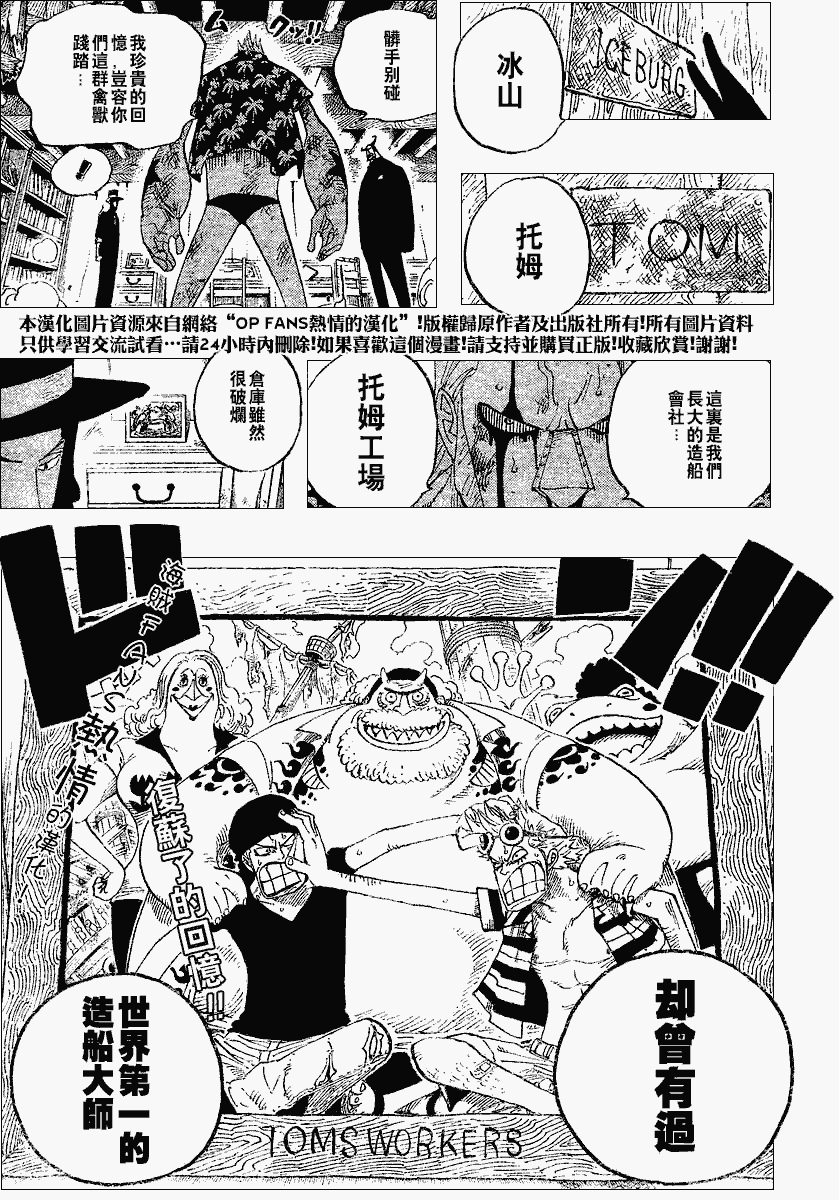 冰山
ICEBURG
髒手別碰
我珍貴的回
憶,豈容你
們這群禽獸
踐踏…
ムクッ!!
!
托姆
TOM
本漢化圖片資源來自網絡“OP FANS熱情的漢化”!版權歸原作者及出版社所有!所有圖片資料
只供學習交流試看…請24小時內刪除!如果喜歡這個漫畫!請支持並購買正版!收藏欣賞!謝謝!
這裏是我們
長大的造船
會社…
托姆工場
倉庫雖然
很破爛
ドン!!
海賊FANS熱情的漢化!
復蘇了的回憶!!
却曾有過
世界第一的
造船大師
TOMS WORKERS